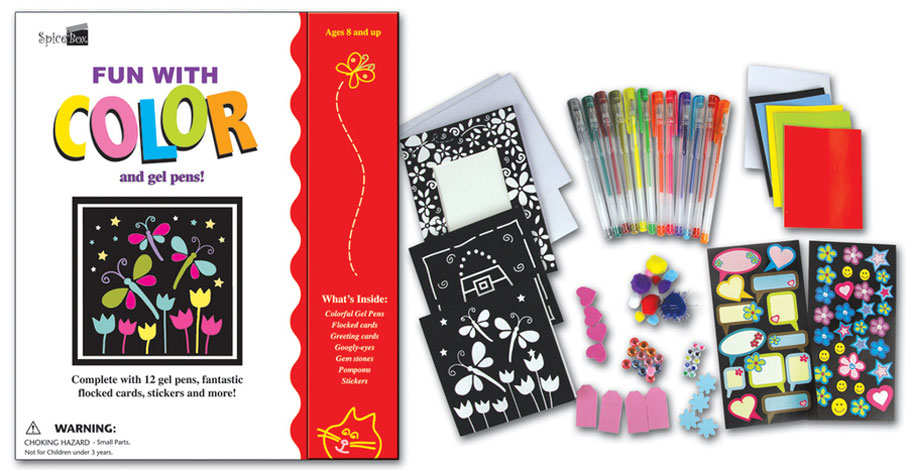 Spice Box
FUN WITH
COLOR
and gel pens!
Complete with 12 gel pens, fantastic
flocked cards, stickers and more!
WARNING:
CHOKING HAZARD - Small Parts.
Not for Children under 3 years.
Ages 8 and up
What's Inside:
Colorful Gel Pens
Flocked cards
Greeting cards
Googly-eyes
Gem stones
Pompoms
Stickers